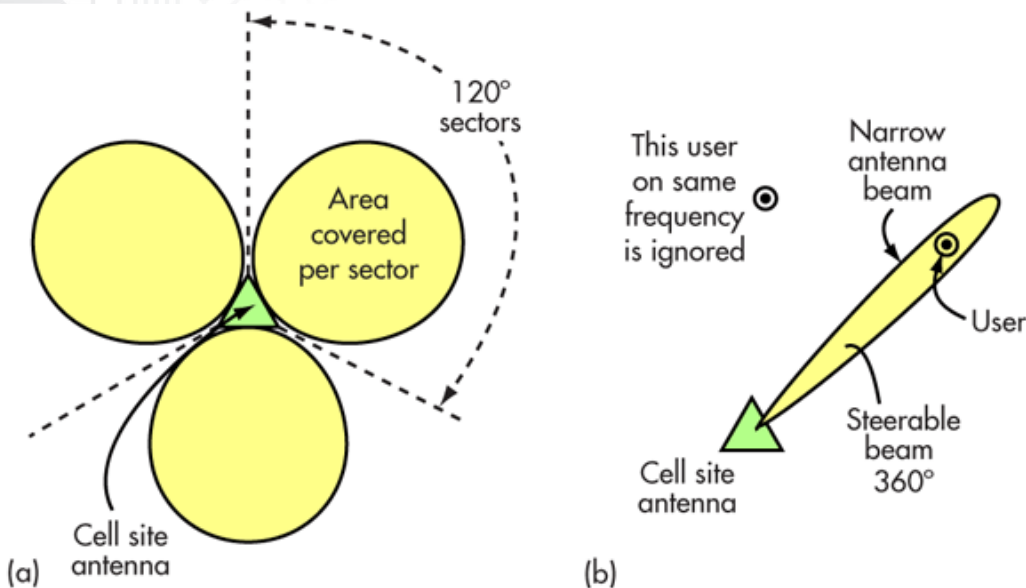 120°
sectors
Area
covered
per sector
Cell site
antenna
(a)
This user
on same
frequency
is ignored
Narrow
antenna
beam
User
Steerable
beam
360°
Cell site
antenna
(b)